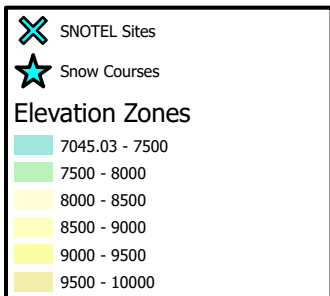 SNOTEL Sites
Snow Courses
Elevation Zones
7045.03 - 7500
7500 - 8000
8000 - 8500
8500 - 9000
9000 - 9500
9500 - 10000